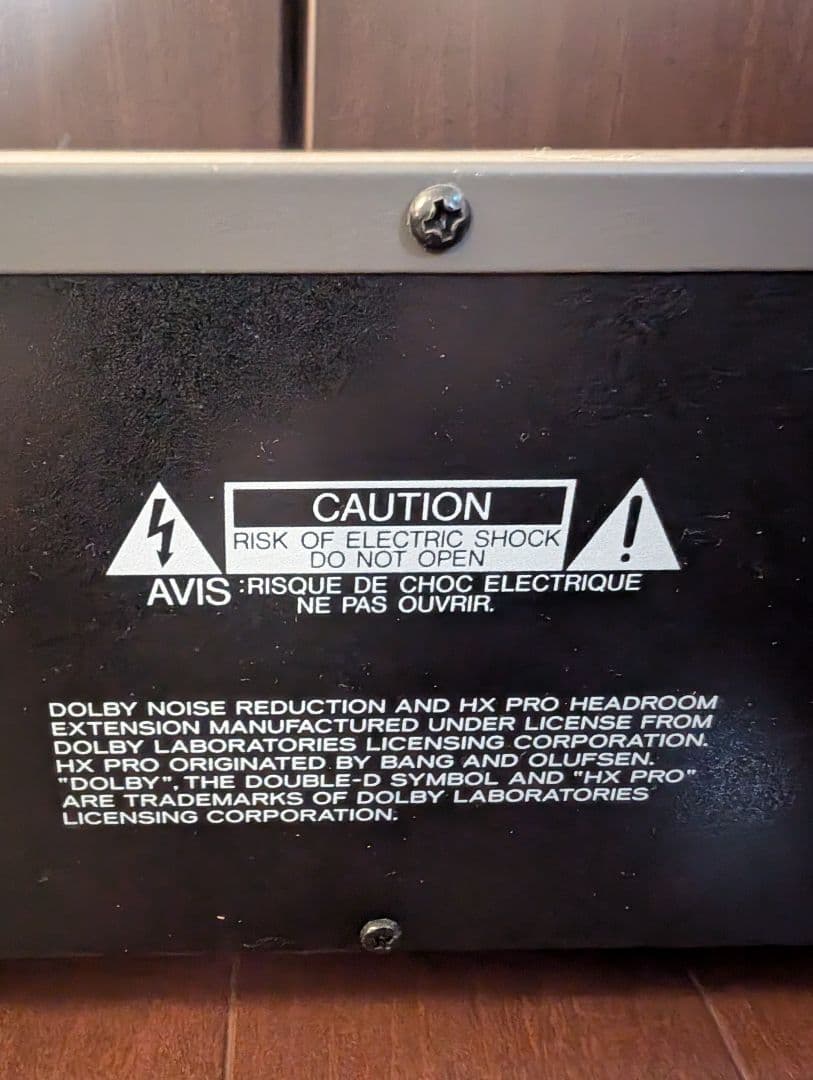 CAUTION
RISK OF ELECTRIC SHOCK
DO NOT OPEN
AVIS :RISQUE DE CHOC ELECTRIQUE
NE PAS OUVRIR.
DOLBY NOISE REDUCTION AND HX PRO HEADROOM
EXTENSION MANUFACTURED UNDER LICENSE FROM
DOLBY LABORATORIES LICENSING CORPORATION.
HX PRO ORIGINATED BY BANG AND OLUFSEN.
"DOLBY", THE DOUBLE-D SYMBOL AND "HX PRO"
ARE TRADEMARKS OF DOLBY LABORATORIES
LICENSING CORPORATION.